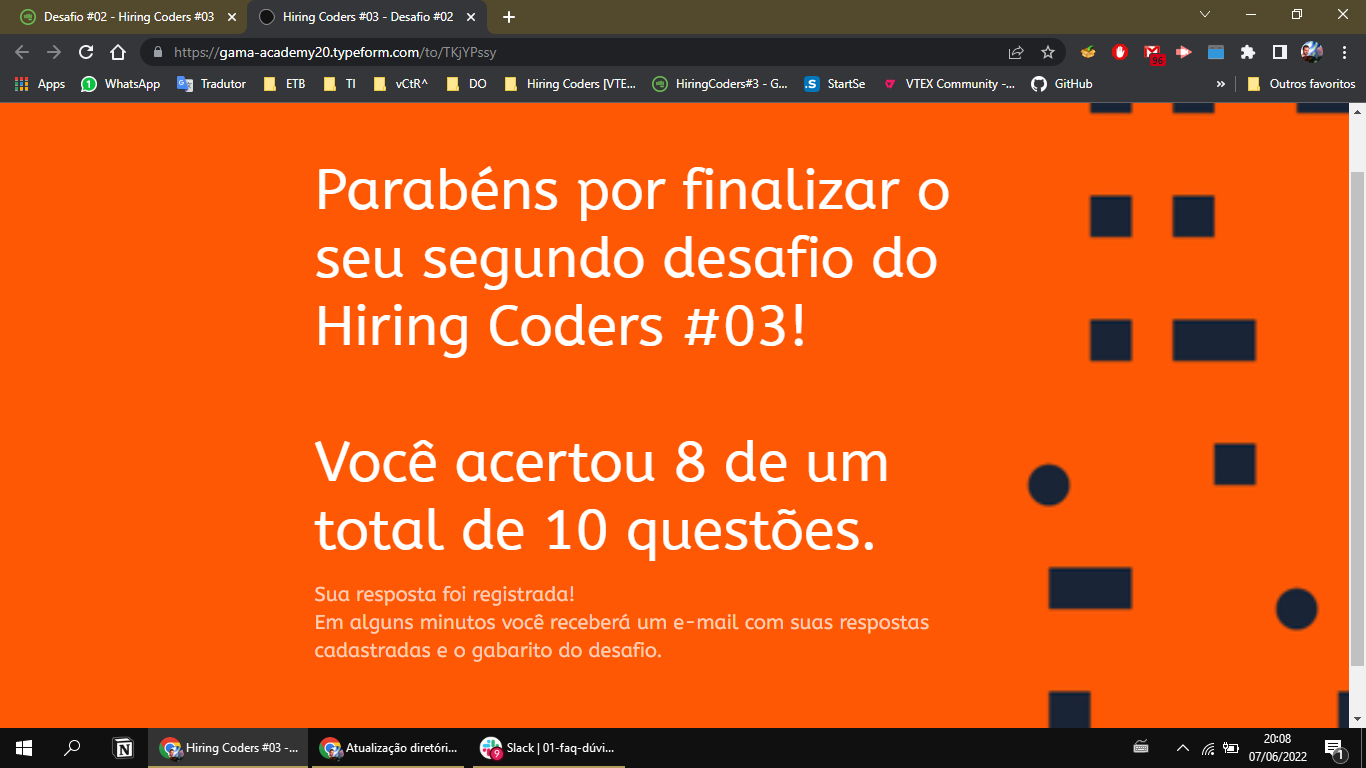 Desafio #02 - Hiring Coders #03
Hiring Coders #03 - Desafio #02
https://gama-academy20.typeform.com/to/TKjYPssy
96
Apps
WhatsApp
Tradutor
ETB
TI
vCtR^
DO
Hiring Coders [VTE...
HiringCoders#3 - G...
StartSe
VTEX Community -...
GitHub
»
Outros favoritos
Parabéns por finalizar o
seu segundo desafio do
Hiring Coders #03!
Você acertou 8 de um
total de 10 questões.
Sua resposta foi registrada!
Em alguns minutos você receberá um e-mail com suas respostas
cadastradas e o gabarito do desafio.
Hiring Coders #03 -...
Atualização diretóri...
9
Slack | 01-faq-dúvi...
20:08
07/06/2022
1